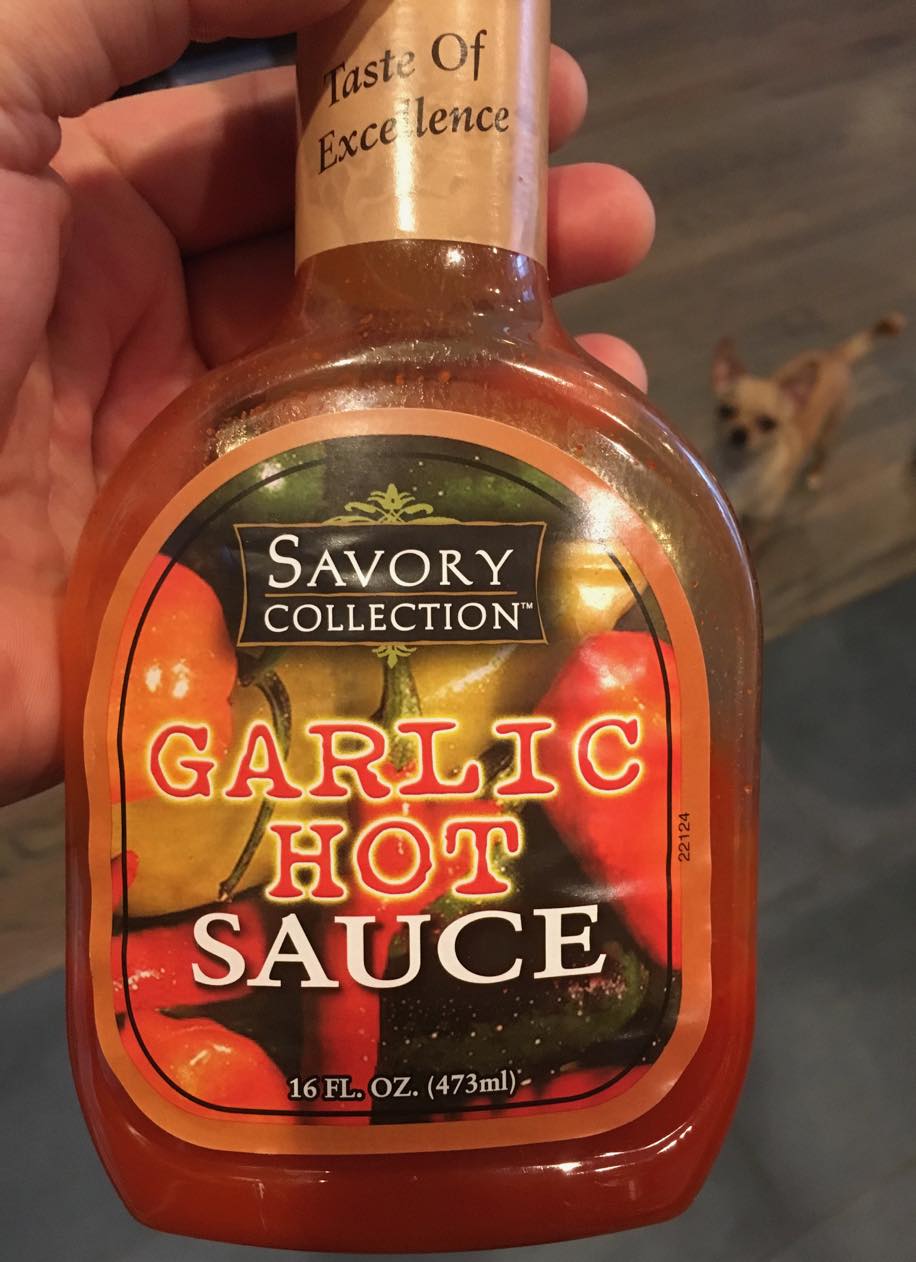 Taste Of
Excellence
SAVORY
COLLECTION™
GARLIC
HOT
SAUCE
22124
16 FL. OZ. (473ml)